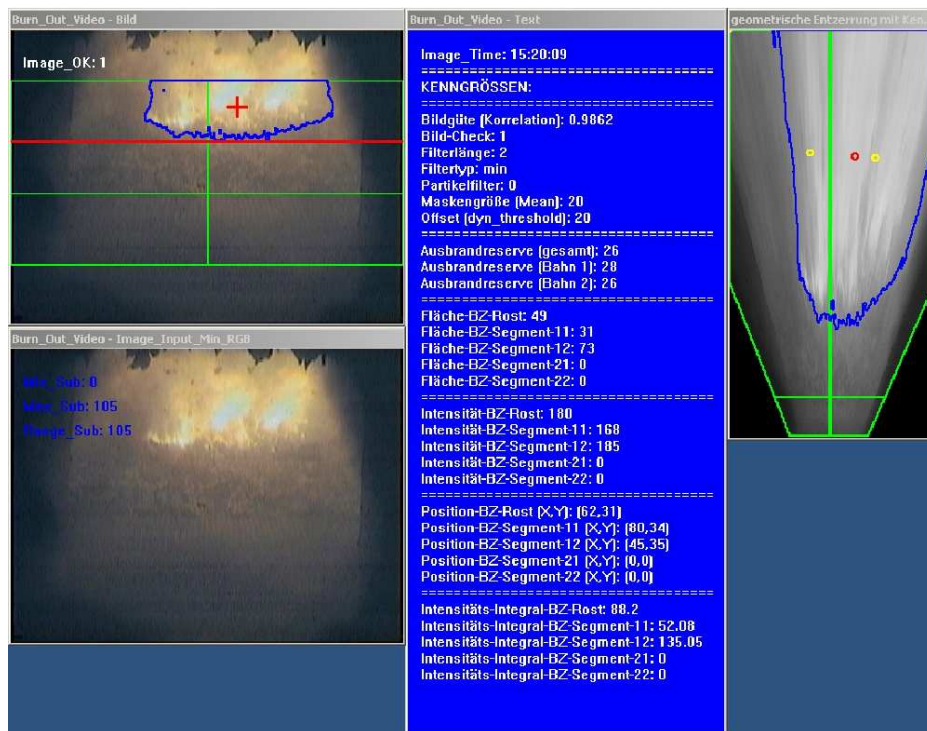 Burn_Out_Video - Bild
Image_OK: 1
Burn_Out_Video - Image_Input_Min_RGB
Min_Sub: 0
Max_Sub: 105
Range_Sub: 105
Burn_Out_Video - Text
Image_Time: 15:20:09
====================================
KENNGRÖSSEN:
====================================
Bildgüte (Korrelation): 0.9862
Bild-Check: 1
Filterlänge: 2
Filtertyp: min
Partikelfilter: 0
Maskengröße (Mean): 20
Offset (dyn_threshold): 20
====================================
Ausbrandreserve (gesamt): 26
Ausbrandreserve (Bahn 1): 28
Ausbrandreserve (Bahn 2): 26
====================================
Fläche-BZ-Rost: 49
Fläche-BZ-Segment-11: 31
Fläche-BZ-Segment-12: 73
Fläche-BZ-Segment-21: 0
Fläche-BZ-Segment-22: 0
====================================
Intensität-BZ-Rost: 180
Intensität-BZ-Segment-11: 168
Intensität-BZ-Segment-12: 185
Intensität-BZ-Segment-21: 0
Intensität-BZ-Segment-22: 0
====================================
Position-BZ-Rost (X,Y): (62,31)
Position-BZ-Segment-11 (X,Y): (80,34)
Position-BZ-Segment-12 (X,Y): (45,35)
Position-BZ-Segment-21 (X,Y): (0,0)
Position-BZ-Segment-22 (X,Y): (0,0)
====================================
Intensitäts-Integral-BZ-Rost: 88.2
Intensitäts-Integral-BZ-Segment-11: 52.08
Intensitäts-Integral-BZ-Segment-12: 135.05
Intensitäts-Integral-BZ-Segment-21: 0
Intensitäts-Integral-BZ-Segment-22: 0
geometrische Entzerrung mit Ken.